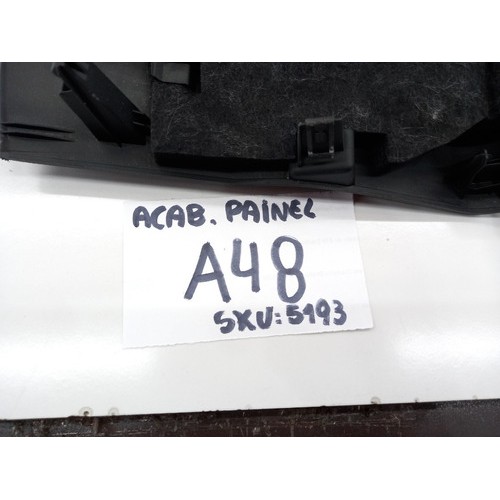 ACAB. PAINEL
A48
SKU: 5193